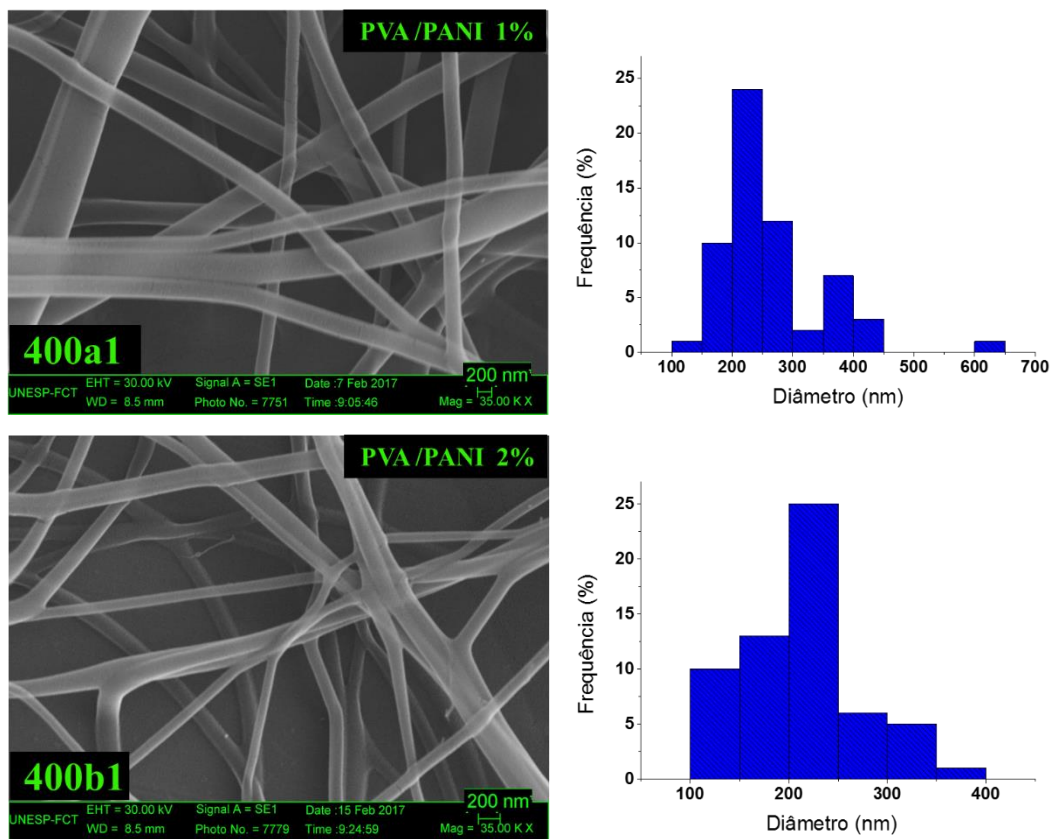 PVA /PANI 1%
400a1
200 nm
UNESP-FCT
EHT = 30.00 kV Signal A = SE1 Date :7 Feb 2017
WD = 8.5 mm Photo No. = 7751 Time :9:05:46 Mag = 35.00 K X
25
20
15
10
5
0
Frequência (%)
100 200 300 400 500 600 700
Diâmetro (nm)
PVA /PANI 2%
400b1
200 nm
UNESP-FCT
EHT = 30.00 kV Signal A = SE1 Date :15 Feb 2017
WD = 8.5 mm Photo No. = 7779 Time :9:24:59 Mag = 35.00 K X
25
20
15
10
5
0
Frequência (%)
100 200 300 400
Diâmetro (nm)